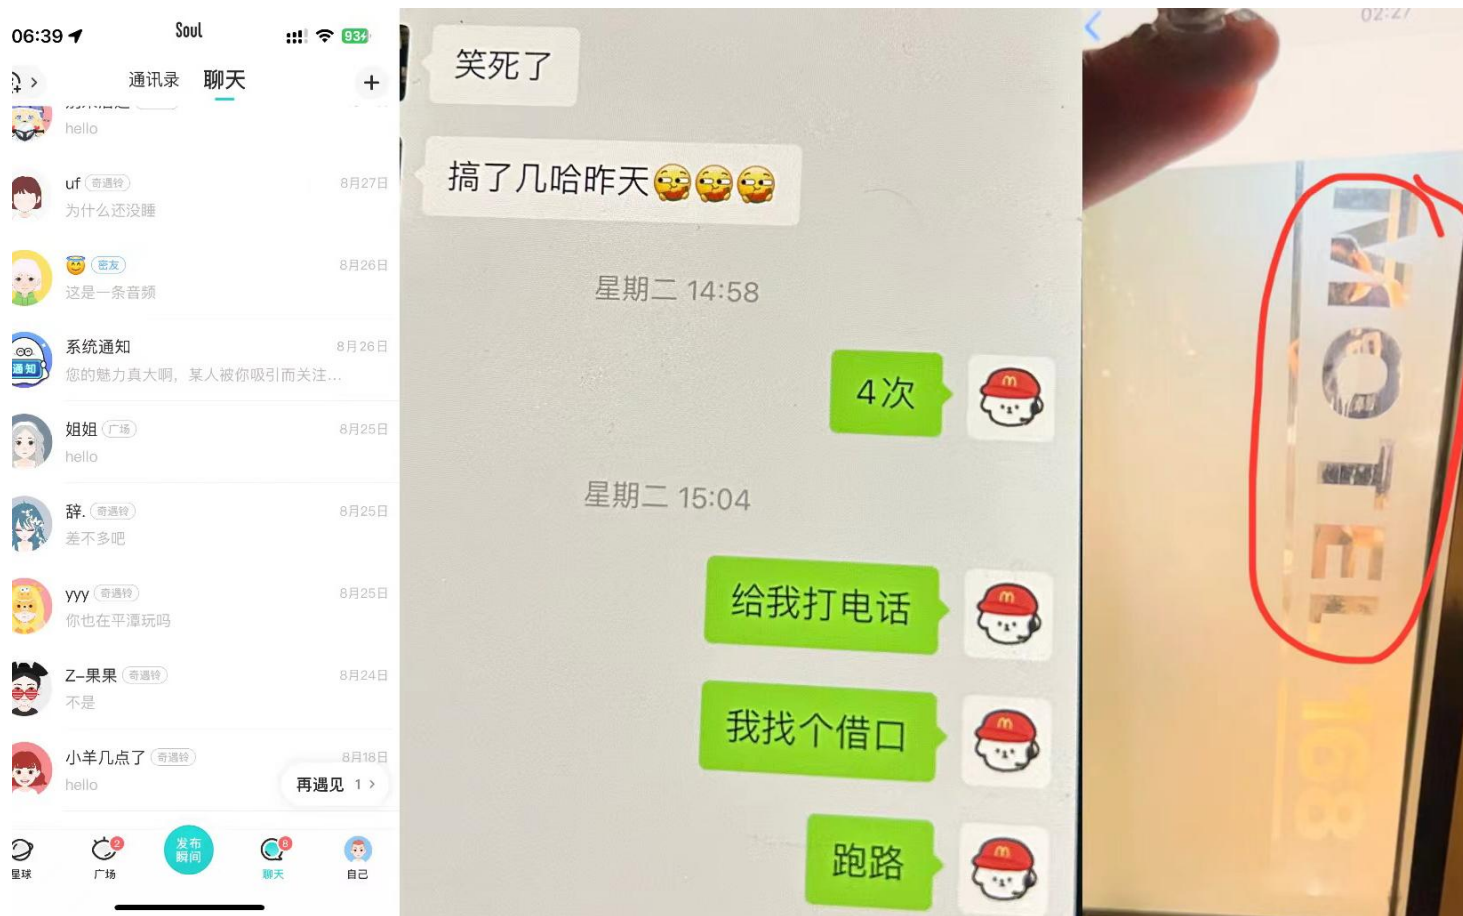 06:39
Soul
93
通讯录
聊天
hello
uf
奇遇铃
8月27日
为什么还没睡
密友
8月26日
这是一条音频
系统通知
8月26日
通知
您的魅力真大啊，某人被你吸引而关注...
姐姐
广场
8月25日
hello
辞.
奇遇铃
8月25日
差不多吧
yyy
奇遇铃
8月25日
你也在平潭玩吗
Z-果果
奇遇铃
8月24日
不是
小羊几点了
奇遇铃
8月18日
hello
再遇见 1
星球
2
广场
发布
瞬间
8
聊天
自己
笑死了
搞了几哈昨天
星期二 14:58
4次
星期二 15:04
给我打电话
我找个借口
跑路
02:27
MOTEL
168